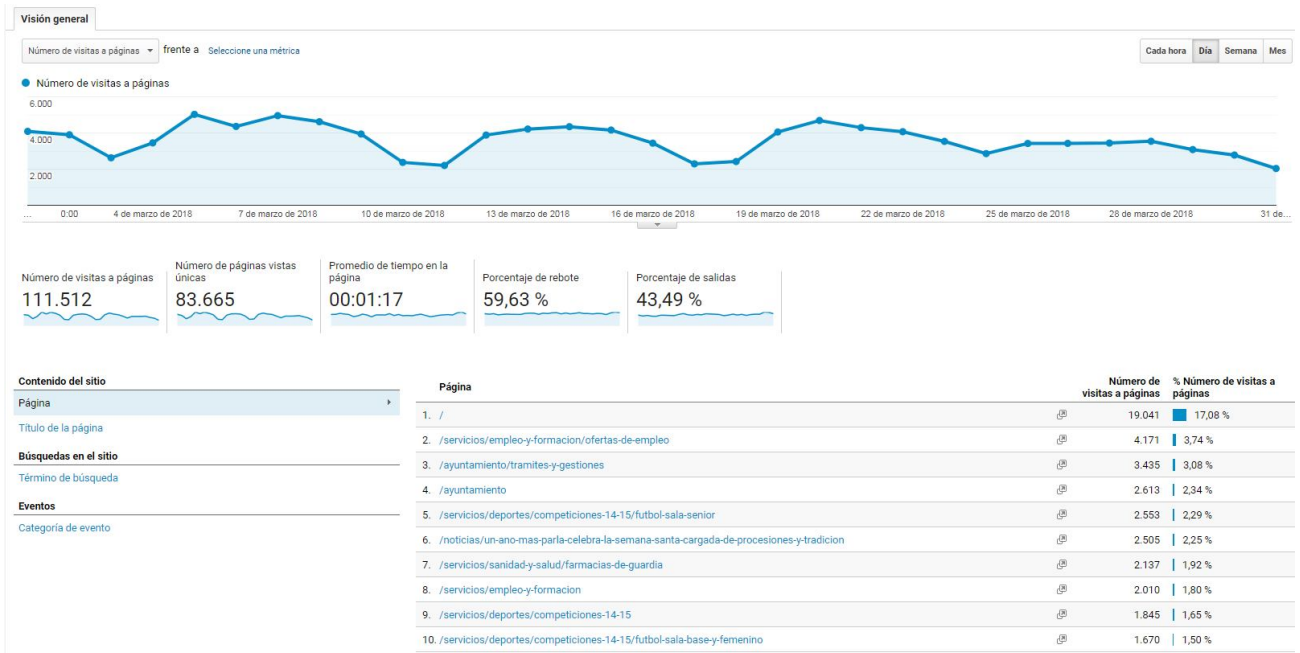 Visión general
Número de visitas a páginas frente a Seleccione una métrica
Cada hora Día Semana Mes
Número de visitas a páginas
6.000
4.000
2.000
... 0:00 4 de marzo de 2018 7 de marzo de 2018 10 de marzo de 2018 13 de marzo de 2018 16 de marzo de 2018 19 de marzo de 2018 22 de marzo de 2018 25 de marzo de 2018 28 de marzo de 2018 31 de...
Número de visitas a páginas
111.512
Número de páginas vistas
únicas
83.665
Promedio de tiempo en la
página
00:01:17
Porcentaje de rebote
59,63 %
Porcentaje de salidas
43,49 %
Contenido del sitio
Página
Título de la página
Búsquedas en el sitio
Término de búsqueda
Eventos
Categoría de evento
Página
Número de
visitas a páginas
% Número de visitas a
páginas
1. / 19.041 17,08 %
2. /servicios/empleo-y-formacion/ofertas-de-empleo 4.171 3,74 %
3. /ayuntamiento/tramites-y-gestiones 3.435 3,08 %
4. /ayuntamiento 2.613 2,34 %
5. /servicios/deportes/competiciones-14-15/futbol-sala-senior 2.553 2,29 %
6. /noticias/un-ano-mas-parla-celebra-la-semana-santa-cargada-de-procesiones-y-tradicion 2.505 2,25 %
7. /servicios/sanidad-y-salud/farmacias-de-guardia 2.137 1,92 %
8. /servicios/empleo-y-formacion 2.010 1,80 %
9. /servicios/deportes/competiciones-14-15 1.845 1,65 %
10. /servicios/deportes/competiciones-14-15/futbol-sala-base-y-femenino 1.670 1,50 %